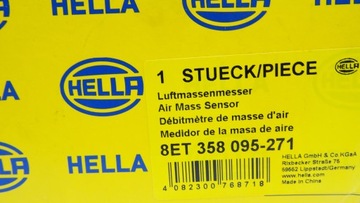 HELLA
HELLA
HELLA
HELLA
HELLA
1 STUECK/PIECE
Luftmassenmesser
Air Mass Sensor
Débitmètre de masse d'air
Medidor de la masa de aire
8ET 358 095-271
HELLA GmbH & Co. KGaA
Rixbecker Straße 75
59552 Lippstadt/Germany
www.hella.com
Made in China
4 082300 768718